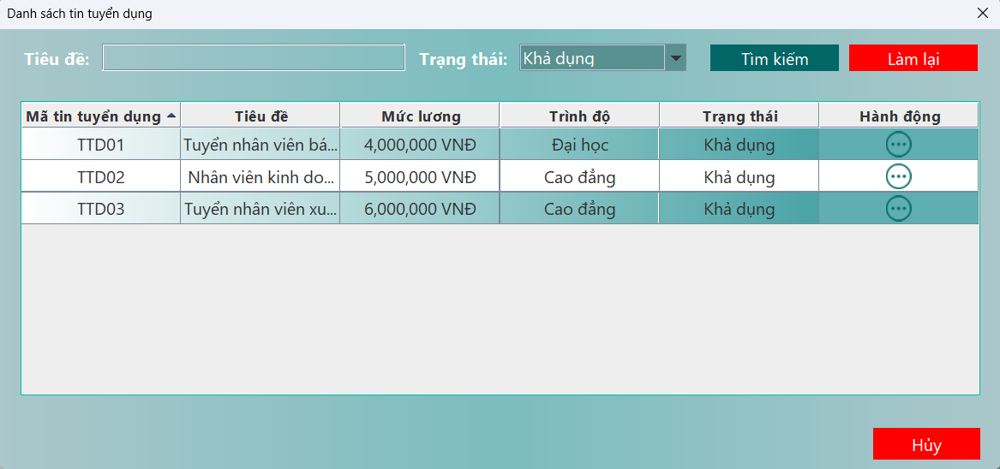 Danh sách tin tuyển dụng
Tiêu đề: Trạng thái: Khả dụng Tìm kiếm Làm lại
Mã tin tuyển dụng Tiêu đề Mức lương Trình độ Trạng thái Hành động
TTD01 Tuyển nhân viên bá... 4,000,000 VNĐ Đại học Khả dụng
TTD02 Nhân viên kinh do... 5,000,000 VNĐ Cao đẳng Khả dụng
TTD03 Tuyển nhân viên xu... 6,000,000 VNĐ Cao đẳng Khả dụng
Hủy